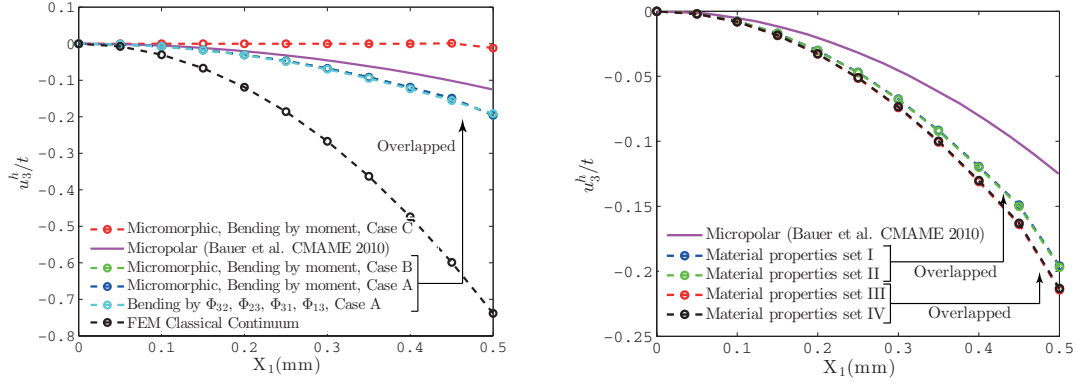 0.1
0
−0.1
−0.2
−0.3
−0.4
−0.5
−0.6
−0.7
−0.8
u₃ʰ/t
Overlapped
Micromorphic, Bending by moment, Case C
Micropolar (Bauer et al. CMAME 2010)
Micromorphic, Bending by moment, Case B
Micromorphic, Bending by moment, Case A
Bending by Φ₃₂, Φ₂₃, Φ₃₁, Φ₁₃, Case A
FEM Classical Continuum
0 0.1 0.2 0.3 0.4 0.5
X₁(mm)
0
−0.05
−0.10
−0.15
−0.20
−0.25
u₃ʰ/t
Micropolar (Bauer et al. CMAME 2010)
Material properties set I
Material properties set II
Overlapped
Material properties set III
Material properties set IV
Overlapped
0 0.1 0.2 0.3 0.4 0.5
X₁(mm)